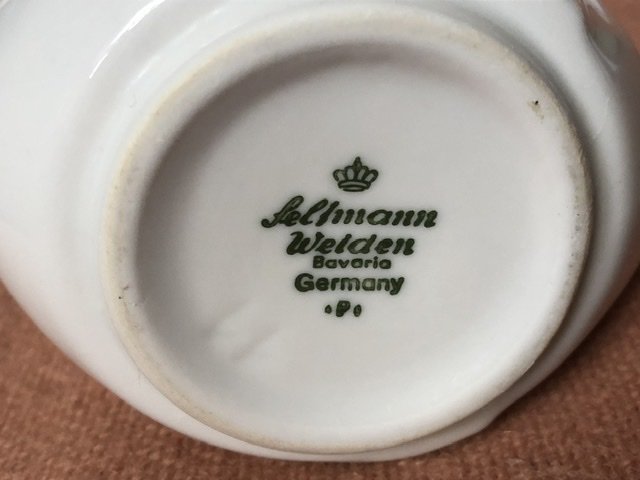 Seltmann
Weiden
Bavaria
Germany
•P•